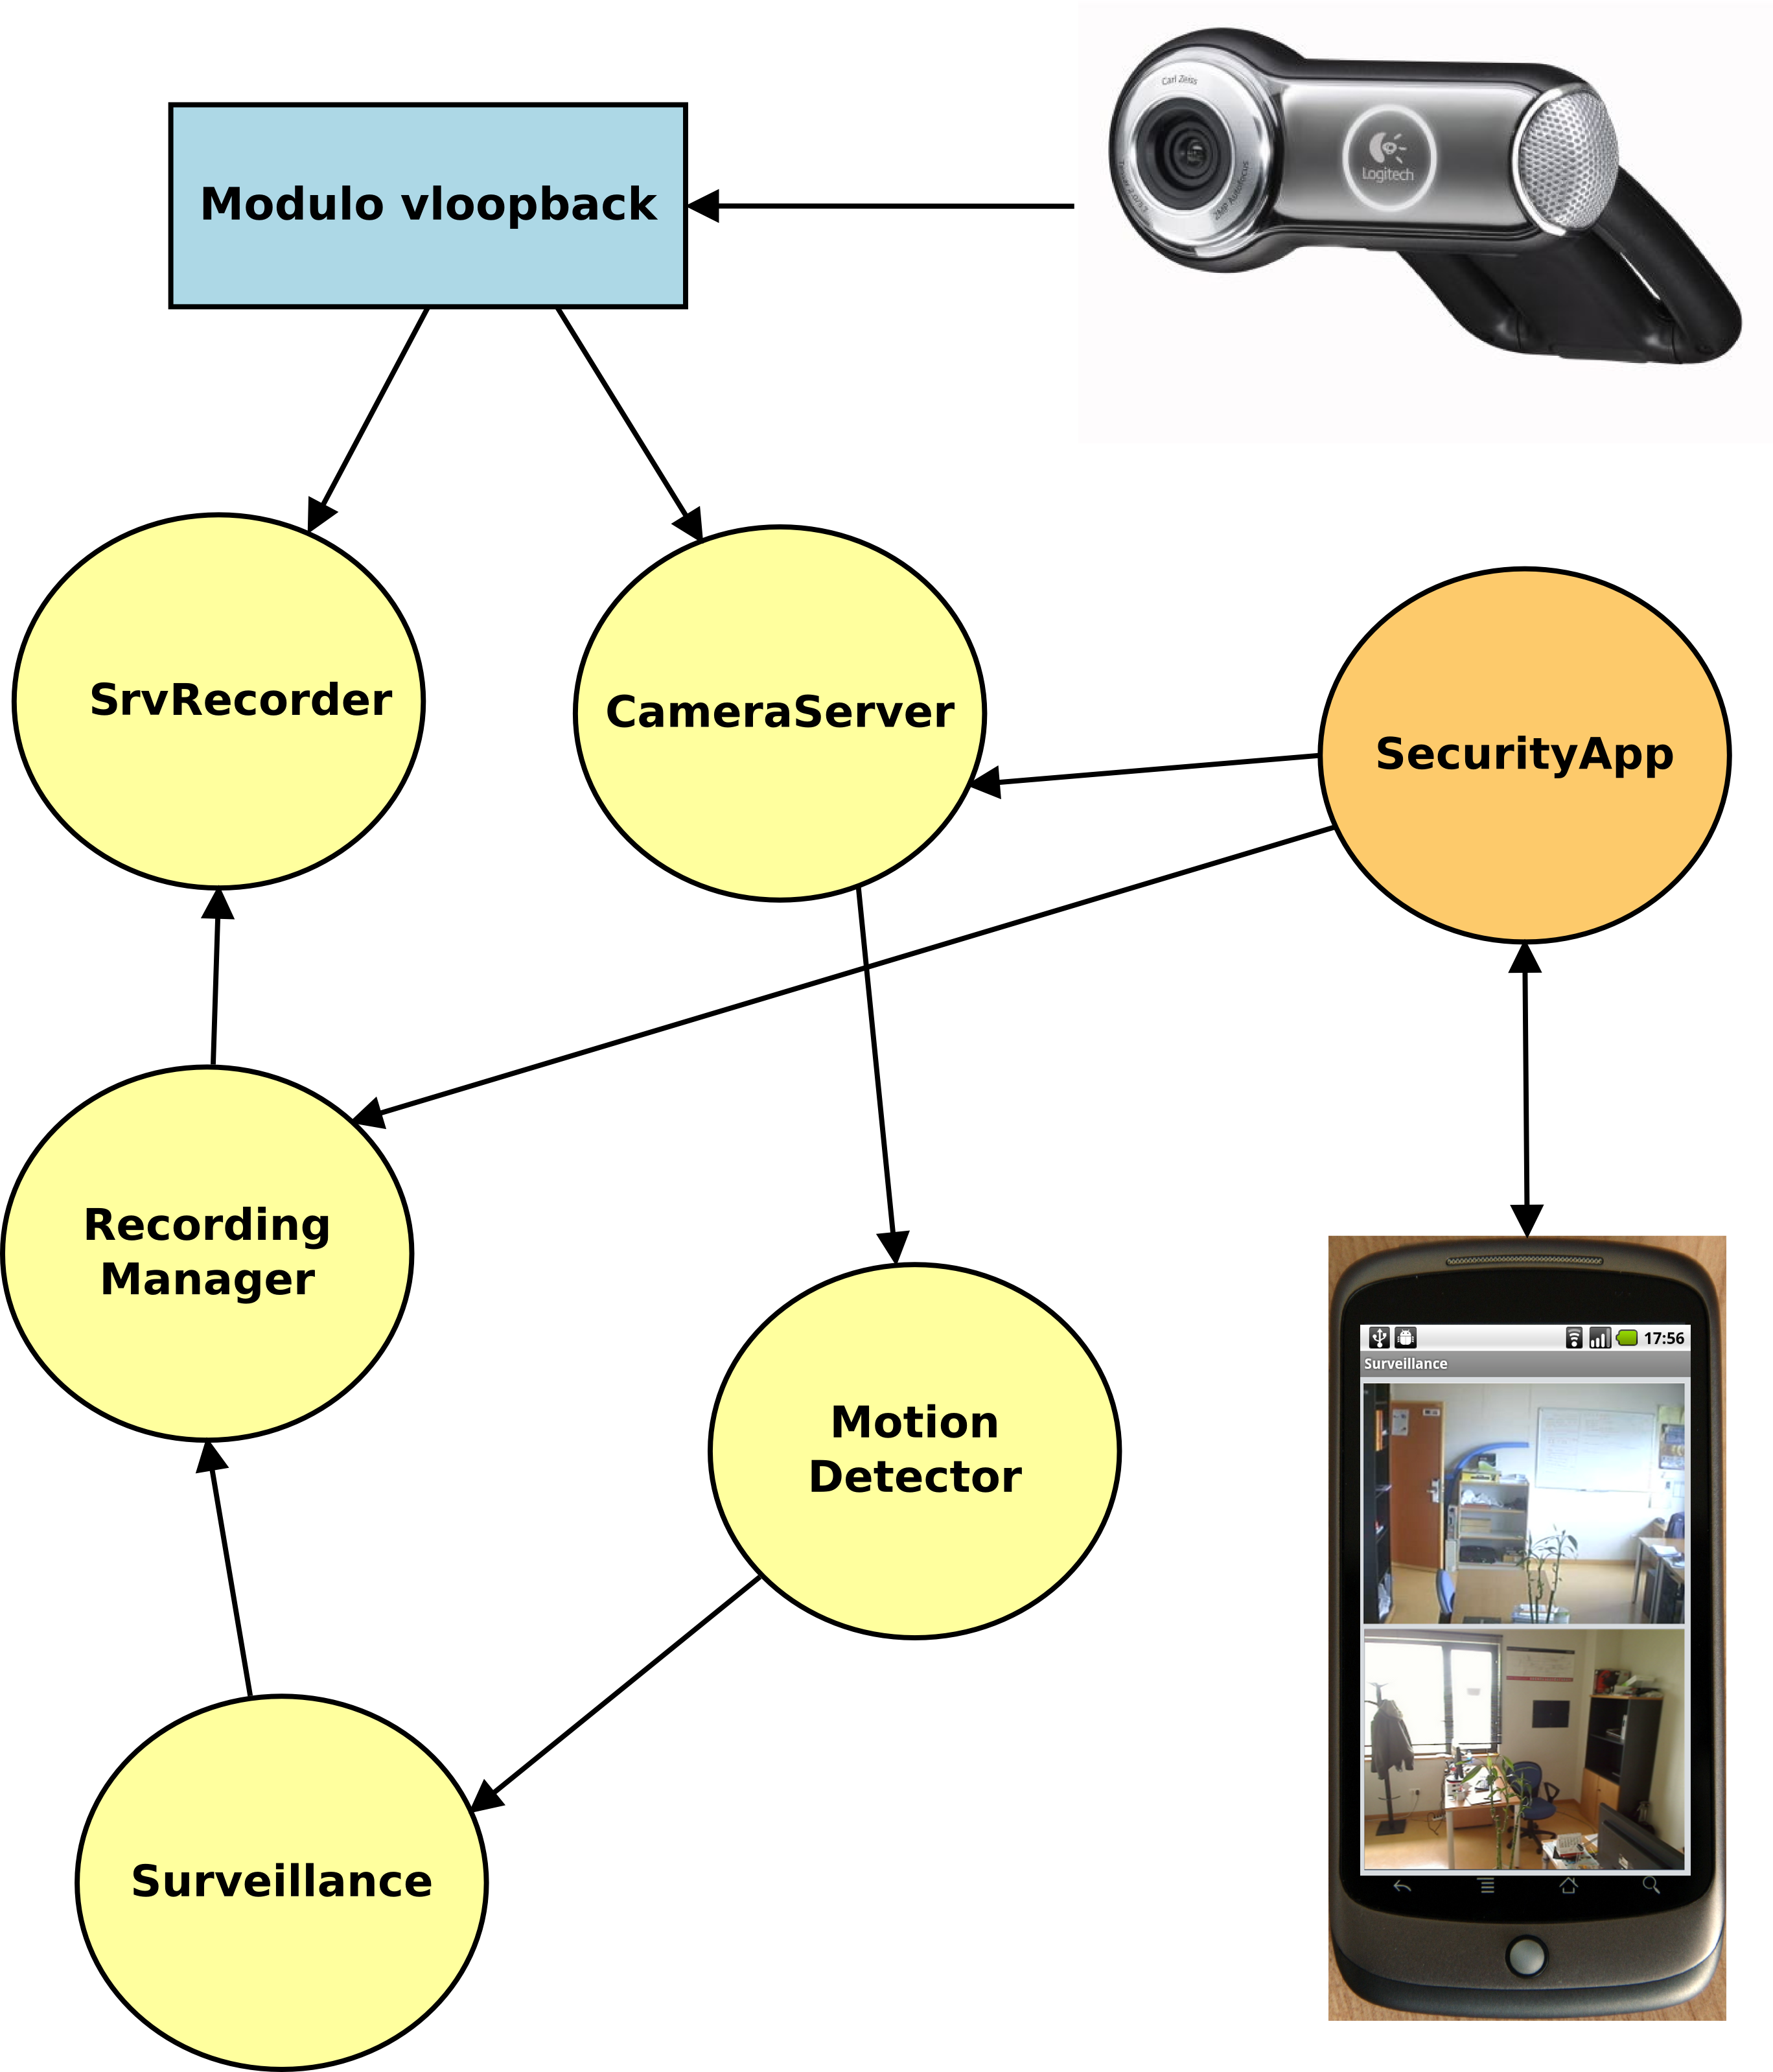 Carl Zeiss
Logitech
2MP Autofocus
Modulo vloopback
SrvRecorder
CameraServer
SecurityApp
Recording
Manager
Motion
Detector
17:56
Surveillance
Surveillance